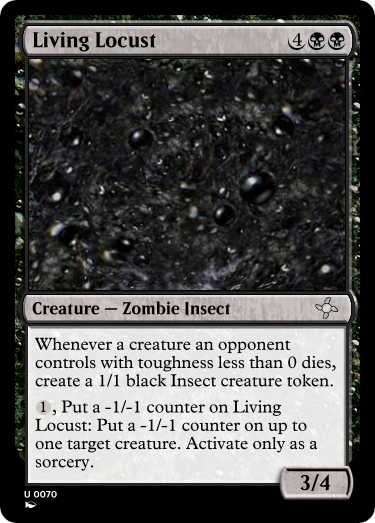 Living Locust 4
Creature — Zombie Insect
Whenever a creature an opponent
controls with toughness less than 0 dies,
create a 1/1 black Insect creature token.
1, Put a -1/-1 counter on Living
Locust: Put a -1/-1 counter on up to
one target creature. Activate only as a
sorcery.
3/4
U 0070